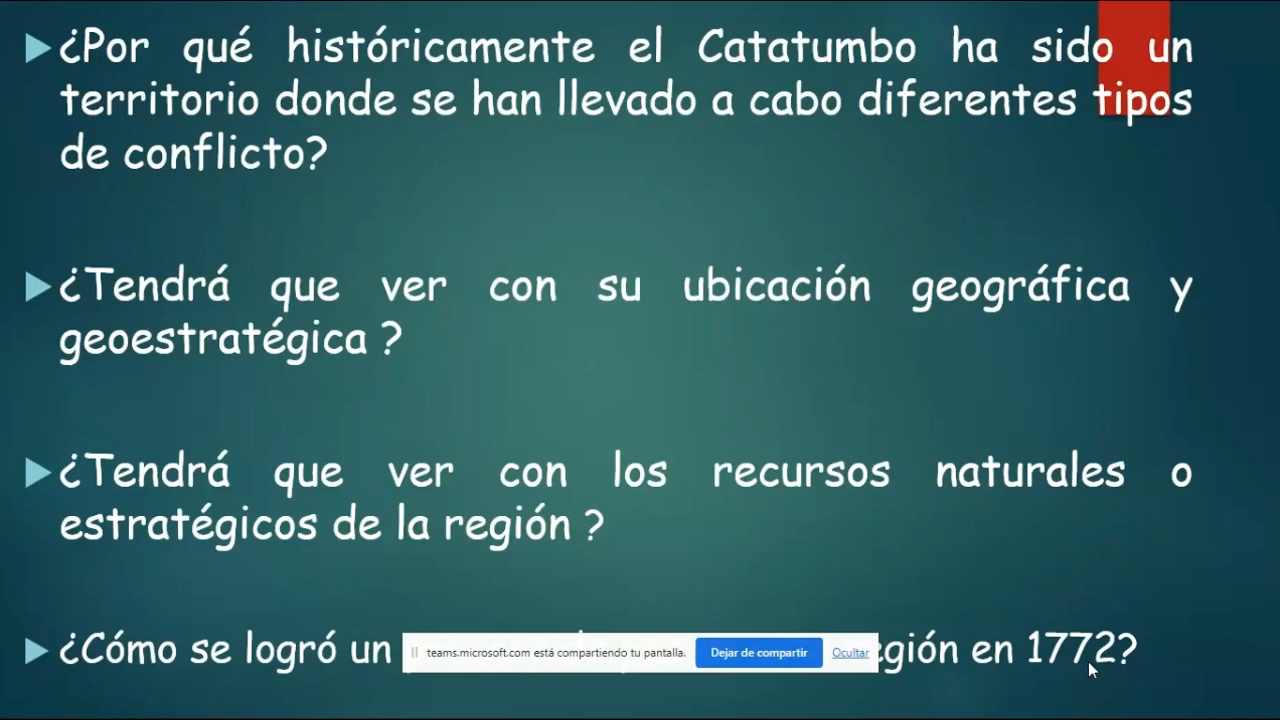 ¿Por qué históricamente el Catatumbo ha sido un
territorio donde se han llevado a cabo diferentes tipos
de conflicto?
¿Tendrá que ver con su ubicación geográfica y
geoestratégica ?
¿Tendrá que ver con los recursos naturales o
estratégicos de la región ?
¿Cómo se logró un
teams.microsoft.com está compartiendo tu pantalla. Dejar de compartir Ocultar
en 1772?